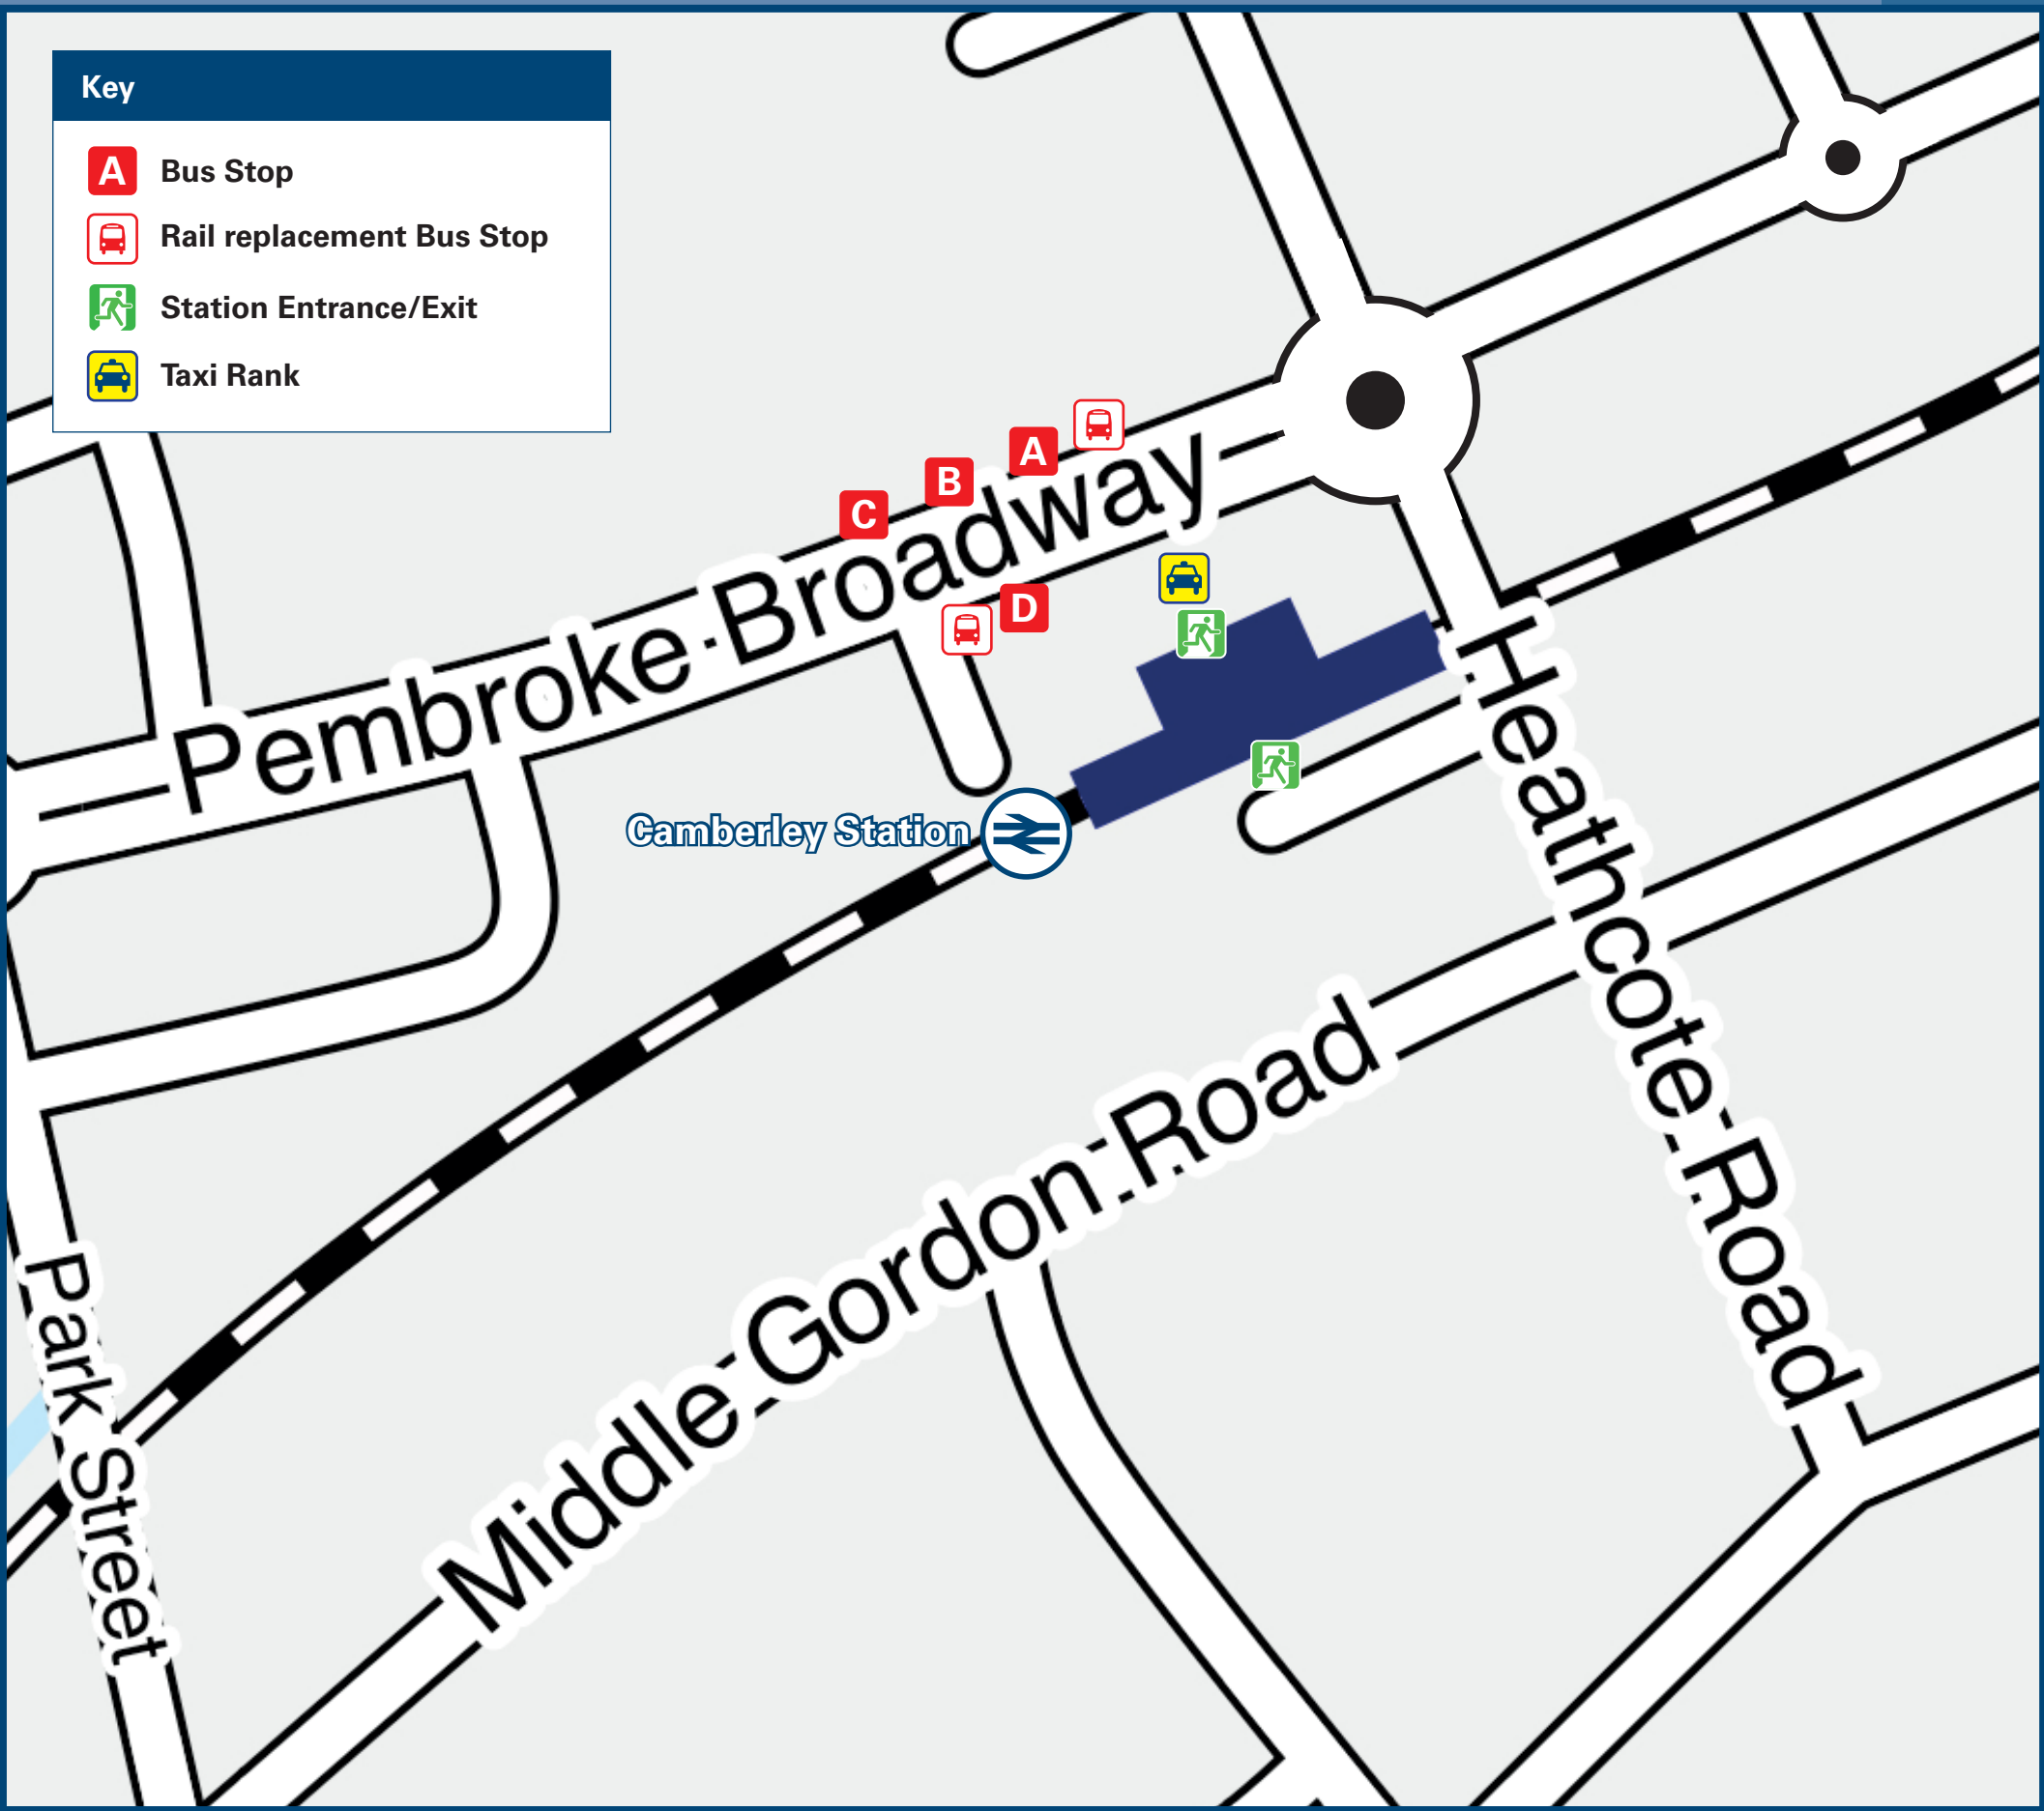 Key
A Bus Stop
Rail replacement Bus Stop
Station Entrance/Exit
Taxi Rank
A
B
C
D
Pembroke Broadway
Camberley Station
Heathcote Road
Middle Gordon Road
Park Street